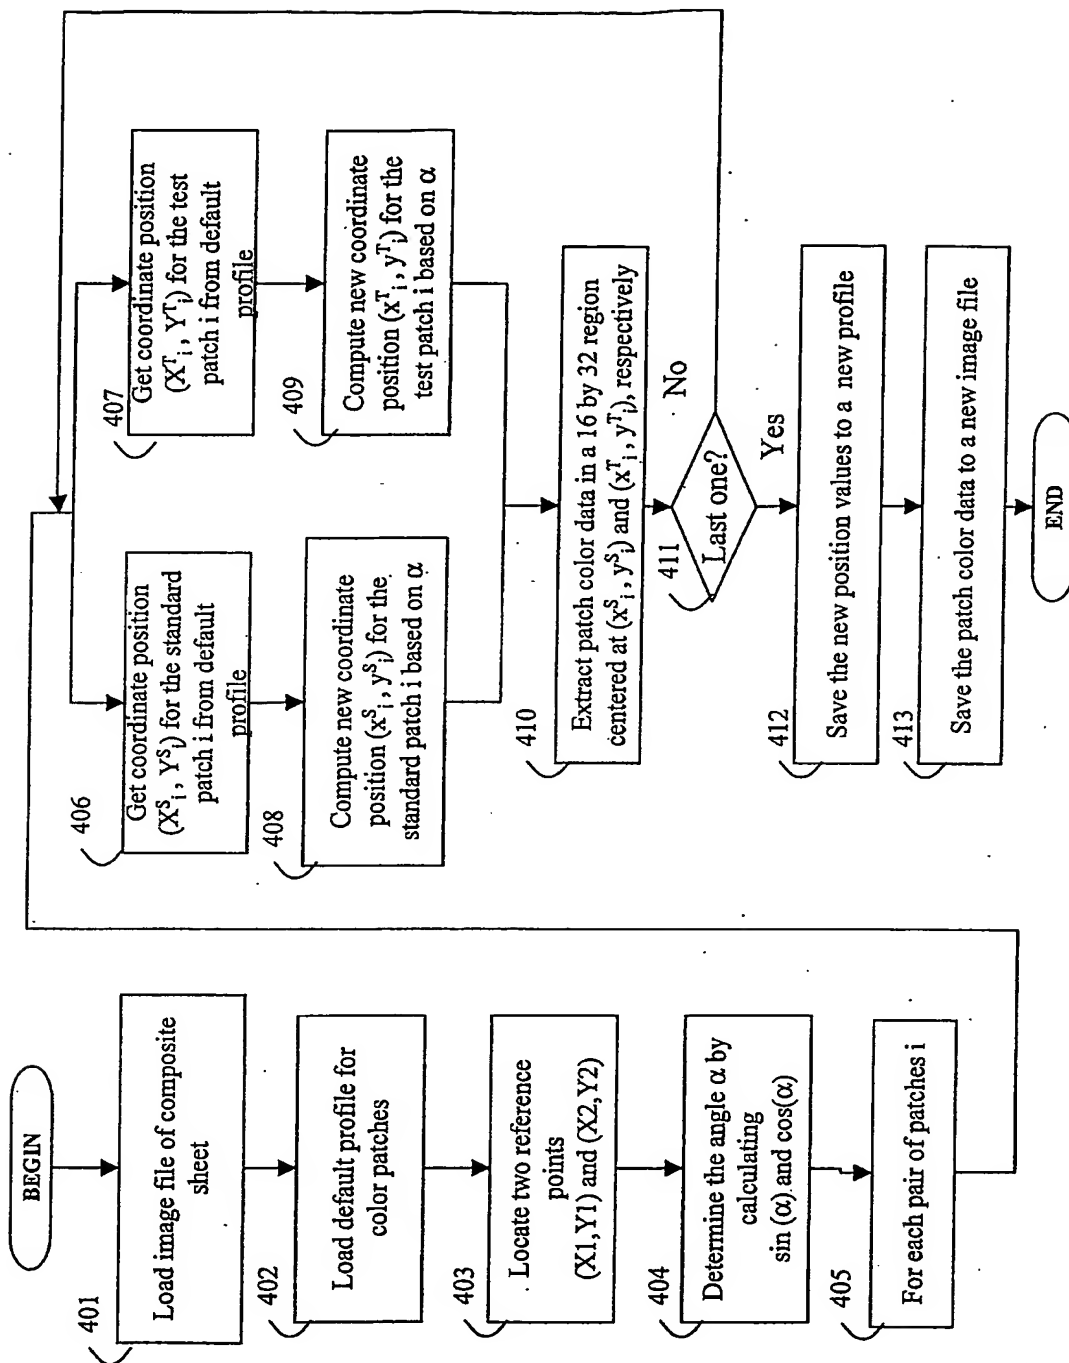 BEGIN
401
Load image file of composite
sheet
402
Load default profile for
color patches
403
Locate two reference
points
(X1,Y1) and (X2,Y2)
404
Determine the angle α by
calculating
sin (α) and cos(α)
405
For each pair of patches i
406
Get coordinate position
(X^S_i, Y^S_i) for the standard
patch i from default
profile
407
Get coordinate position
(X^T_i, Y^T_i) for the test
patch i from default
profile
408
Compute new coordinate
position (x^S_i, y^S_i) for the
standard patch i based on α
409
Compute new coordinate
position (x^T_i, y^T_i) for the
test patch i based on α
410
Extract patch color data in a 16 by 32 region
centered at (x^S_i, y^S_i) and (x^T_i, y^T_i), respectively
411
Last one?
No
Yes
412
Save the new position values to a new profile
413
Save the patch color data to a new image file
END